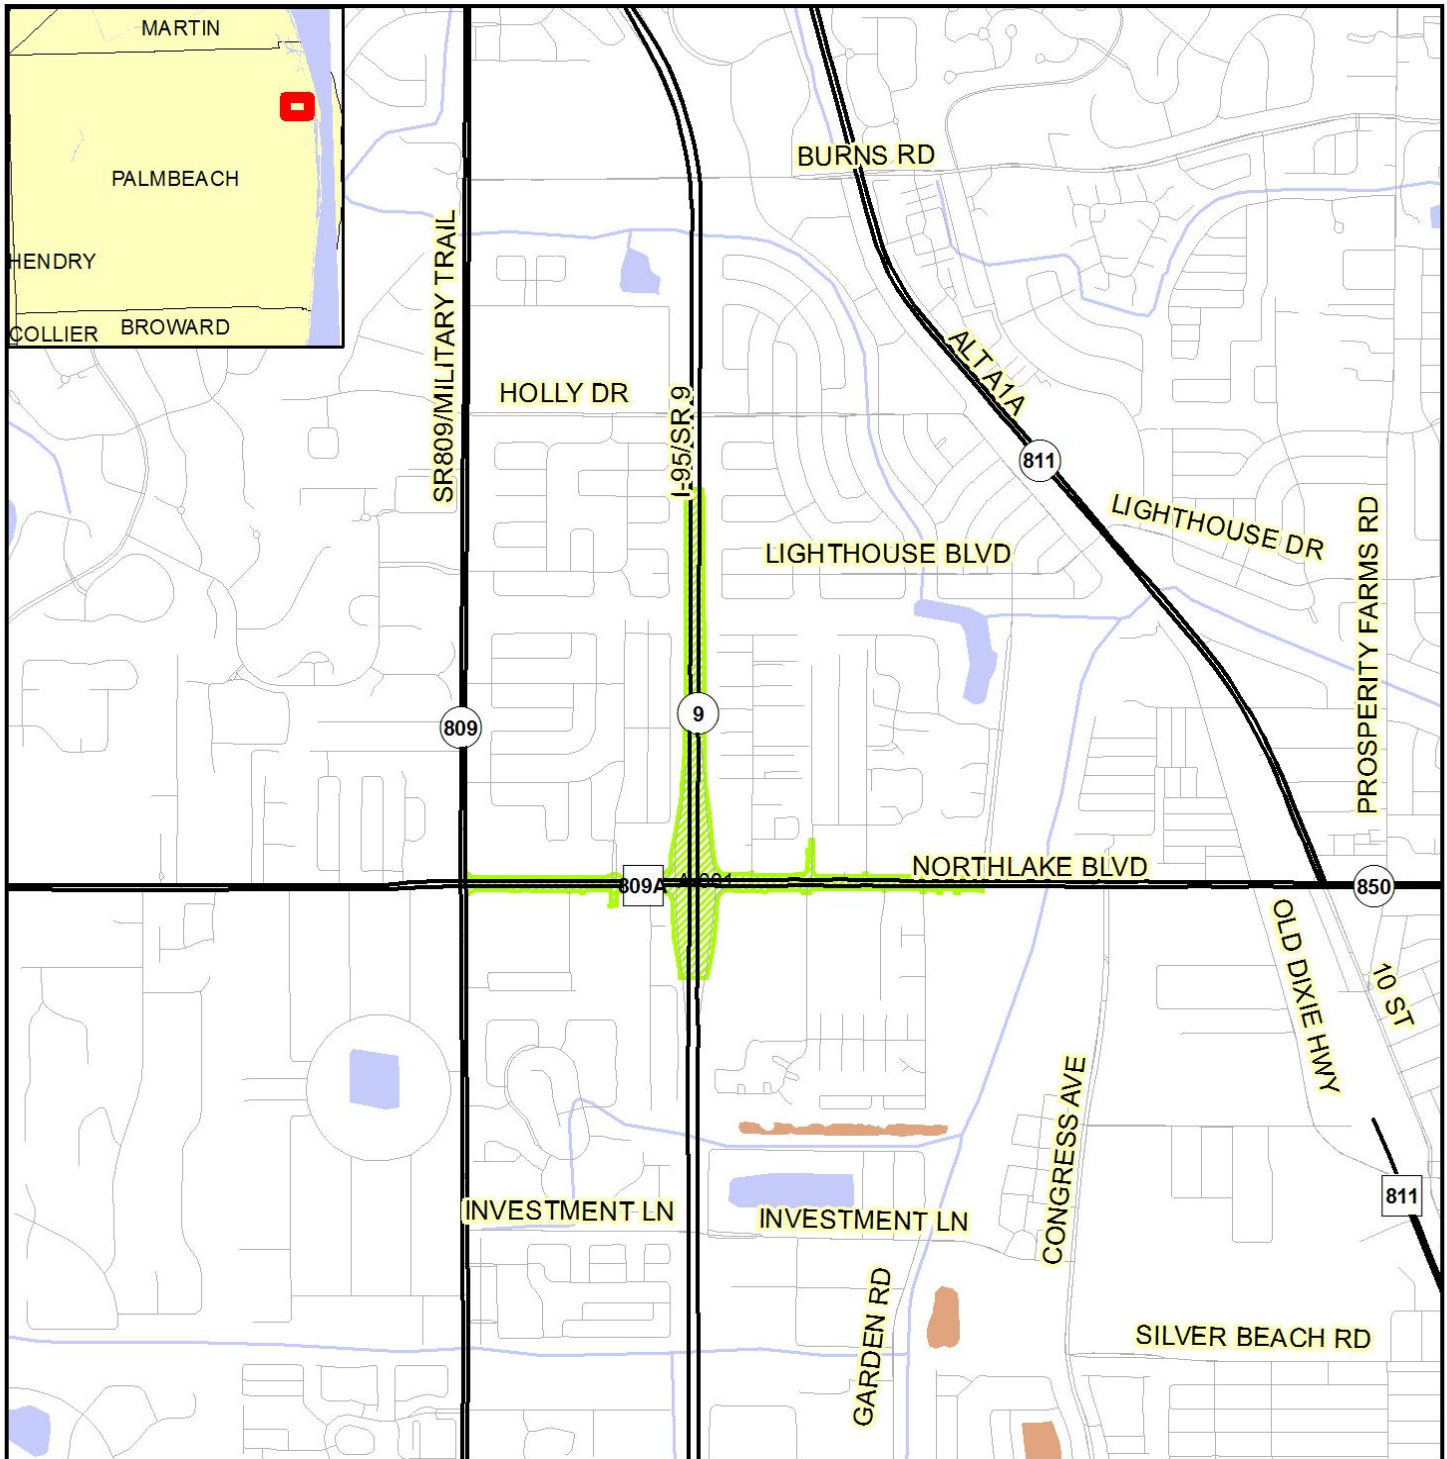 MARTIN
PALMBEACH
HENDRY
COLLIER
BROWARD
BURNS RD
SR809/MILITARY TRAIL
ALT A1A
HOLLY DR
I-95/SR 9
811
LIGHTHOUSE DR
LIGHTHOUSE BLVD
PROSPERITY FARMS RD
809
9
NORTHLAKE BLVD
809A
850
OLD DIXIE HWY
10 ST
CONGRESS AVE
811
INVESTMENT LN
INVESTMENT LN
GARDEN RD
SILVER BEACH RD